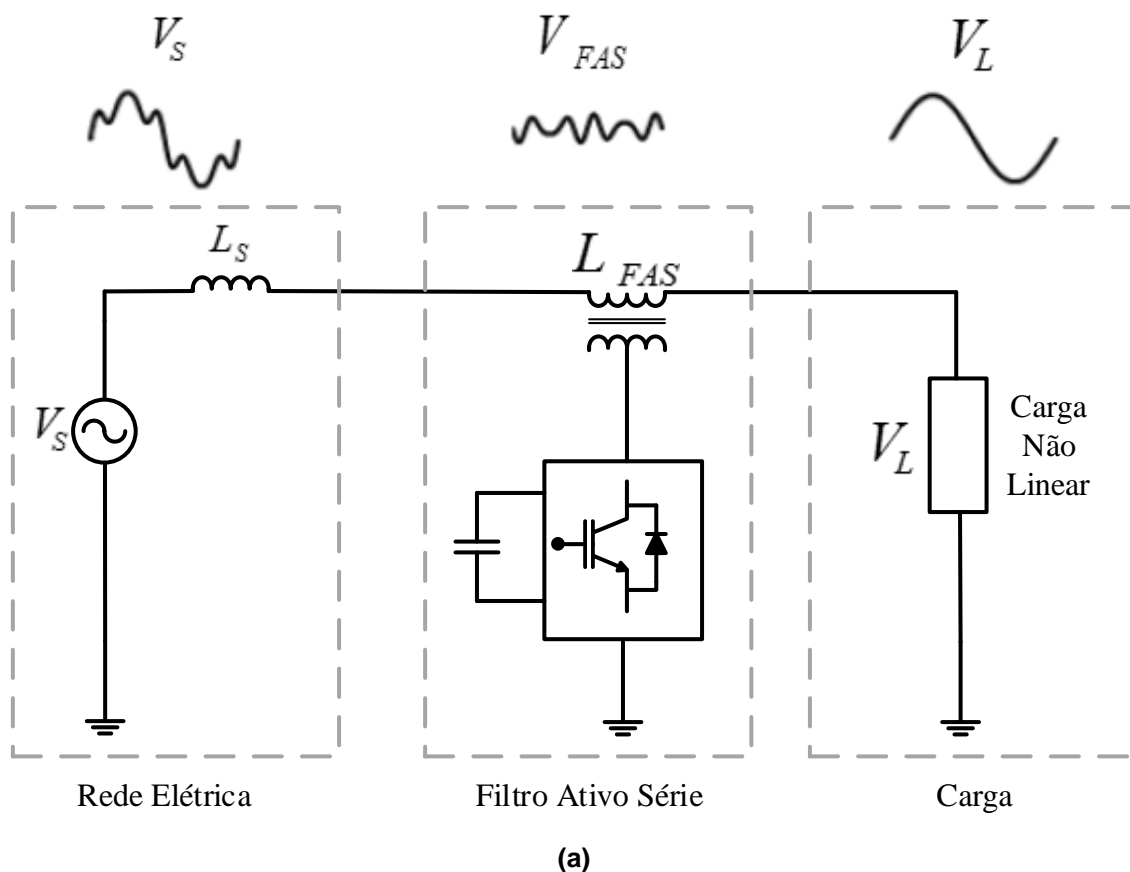 V_S
V_FAS
V_L
L_S
L_FAS
V_S
V_L
Carga
Não
Linear
Rede Elétrica
Filtro Ativo Série
Carga
(a)